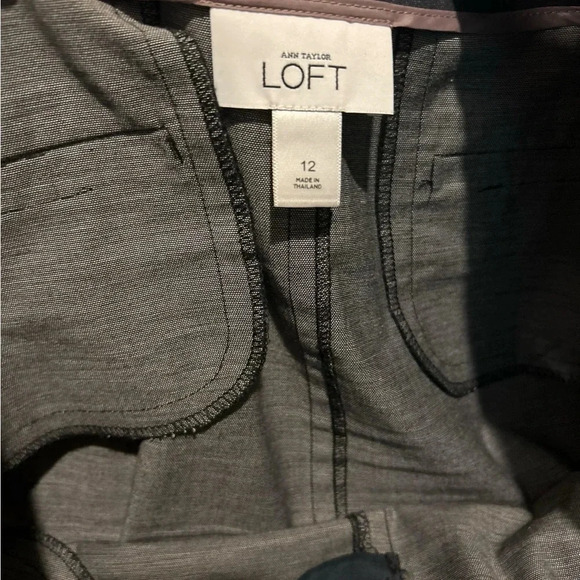 ANN TAYLOR
LOFT
12
MADE IN
THAILAND